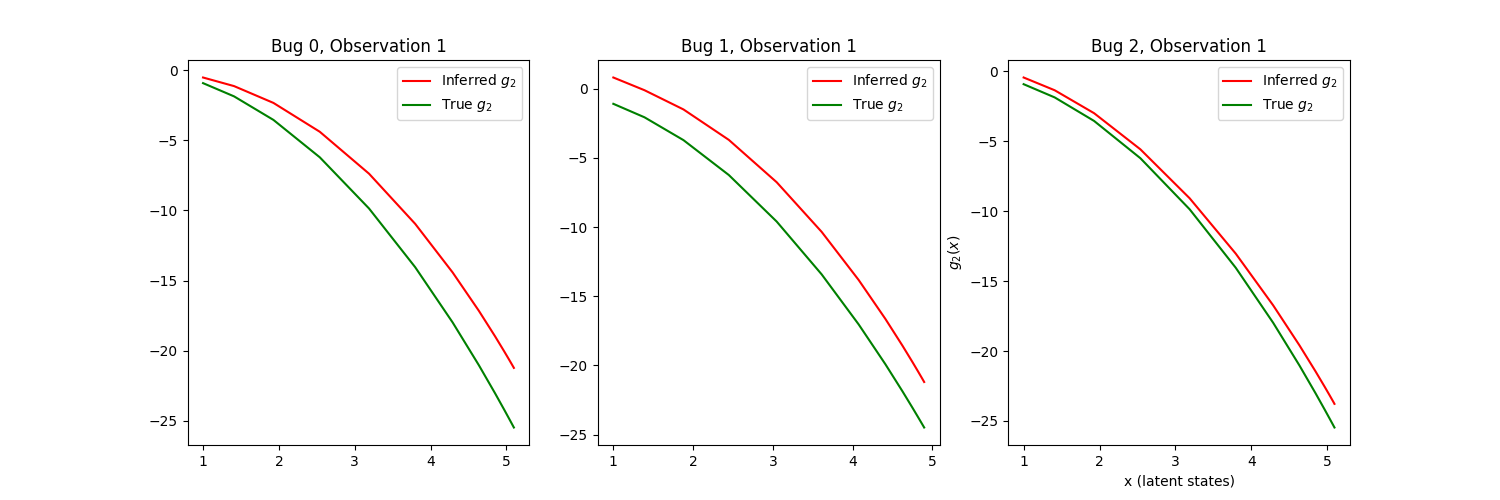 Bug 0, Observation 1
Inferred g₂
True g₂
0
−5
−10
−15
−20
−25
1 2 3 4 5
Bug 1, Observation 1
Inferred g₂
True g₂
0
−5
−10
−15
−20
−25
1 2 3 4 5
Bug 2, Observation 1
Inferred g₂
True g₂
g₂(x)
0
−5
−10
−15
−20
−25
1 2 3 4 5
x (latent states)